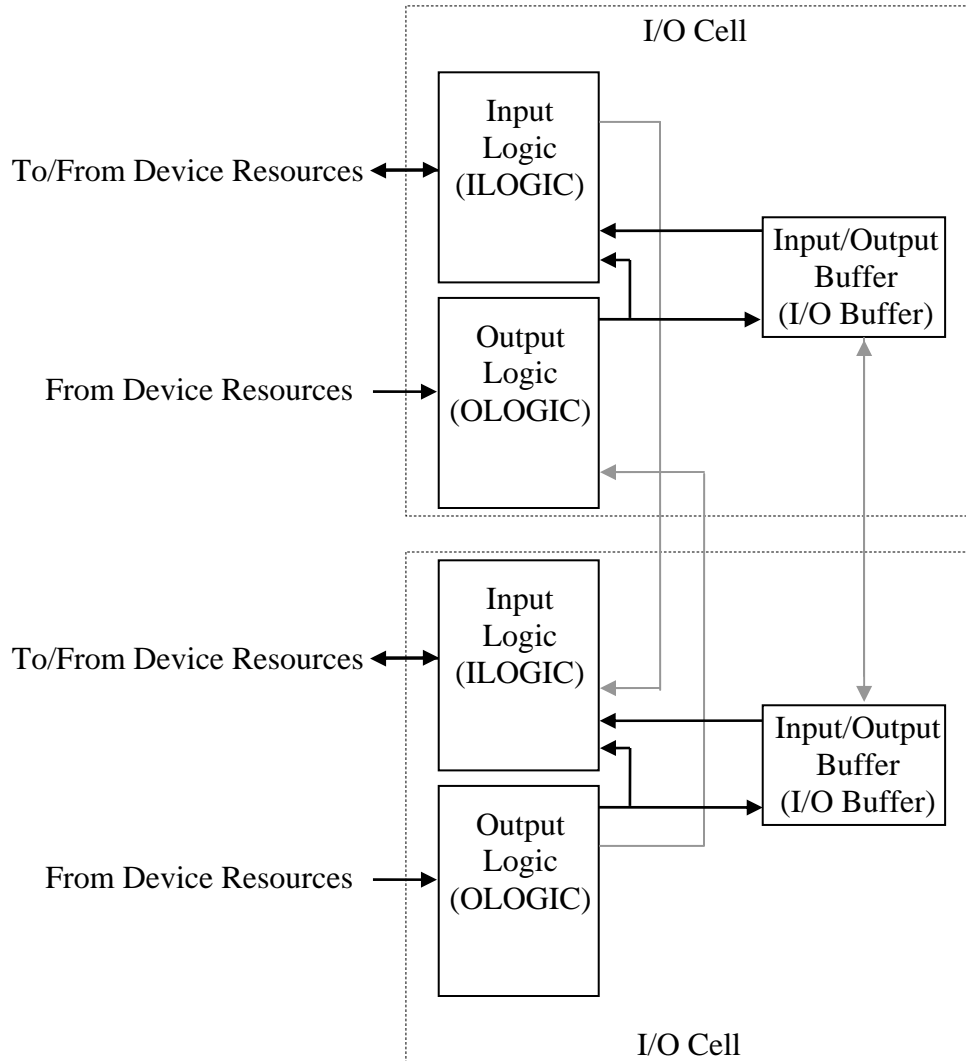 I/O Cell
Input
Logic
(ILOGIC)
To/From Device Resources
Input/Output
Buffer
(I/O Buffer)
Output
Logic
(OLOGIC)
From Device Resources
Input
Logic
(ILOGIC)
To/From Device Resources
Input/Output
Buffer
(I/O Buffer)
Output
Logic
(OLOGIC)
From Device Resources
I/O Cell